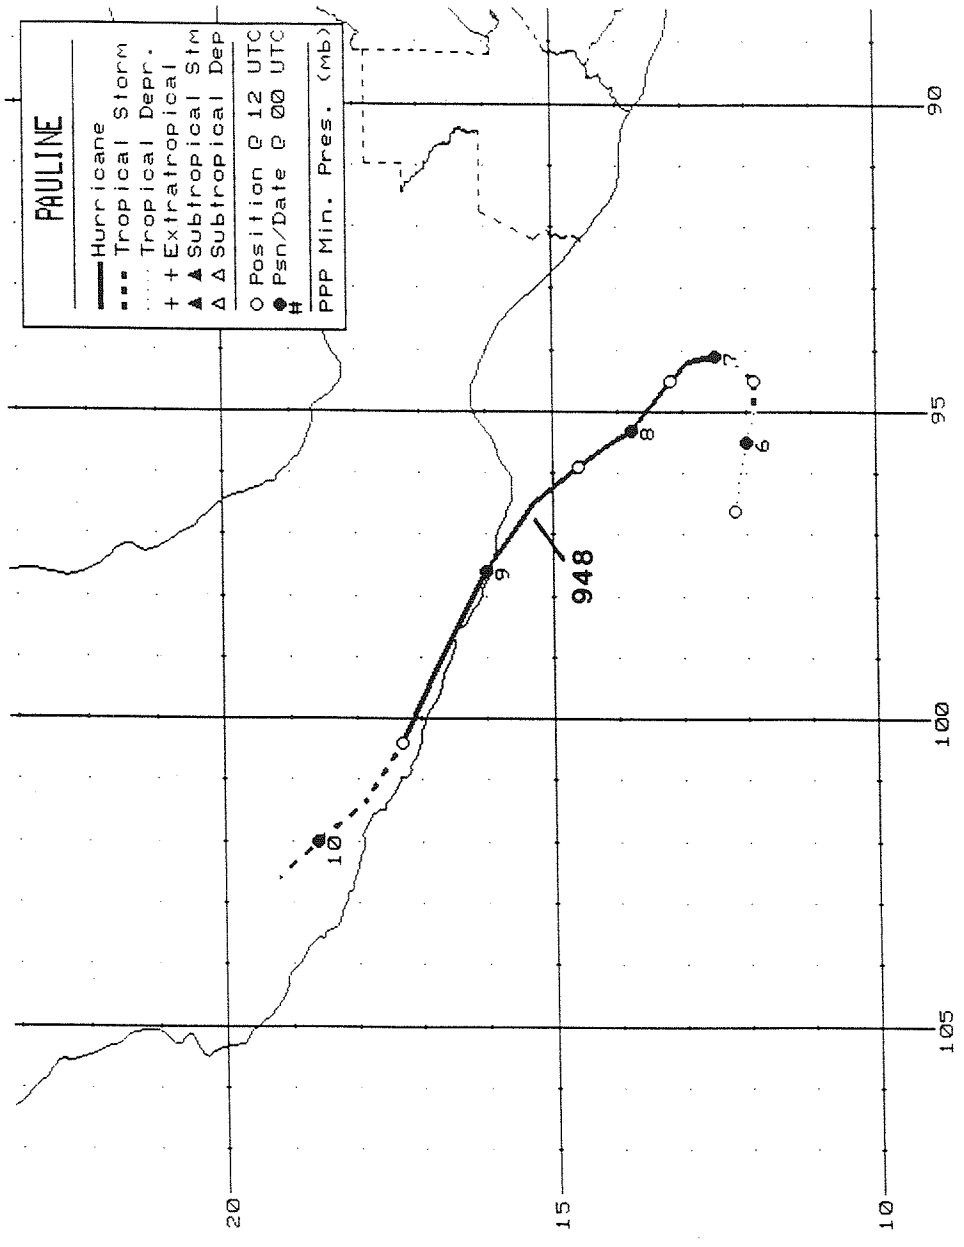 PAULINE
Hurricane
Tropical Storm
Tropical Depr.
+ + Extratropical
▲ ▲ Subtropical Stm
△ △ Subtropical Dep
○ Position @ 12 UTC
● Psn/Date @ 00 UTC
#
PPP Min. Pres. (mb)
20
15
10
105
100
95
90
10
9
948
8
7
6